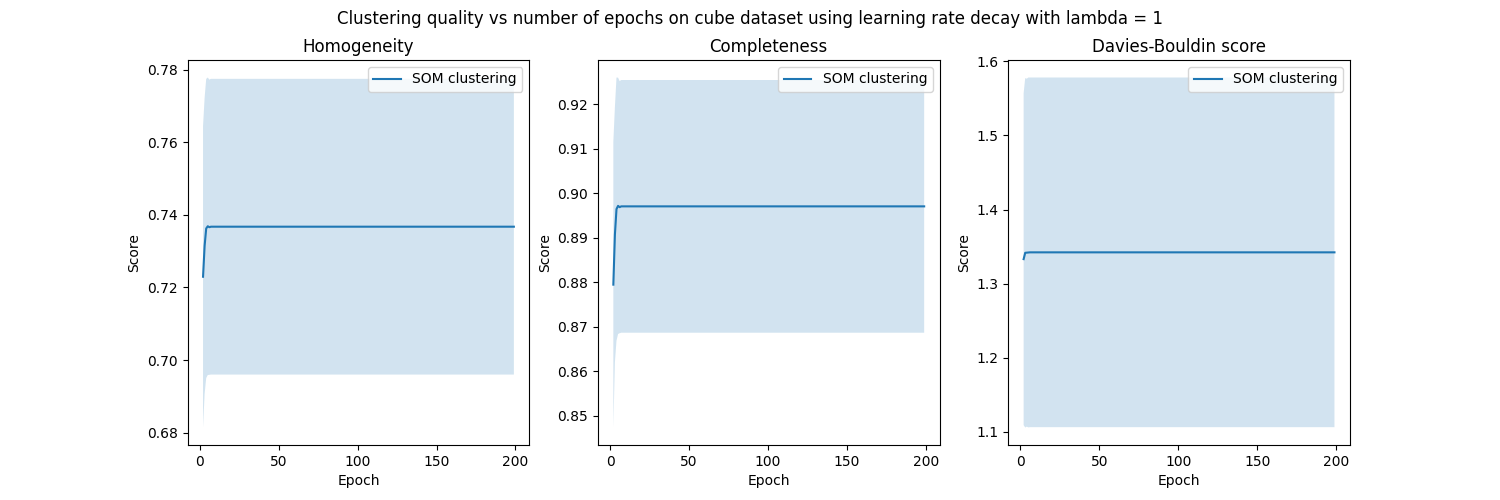 Clustering quality vs number of epochs on cube dataset using learning rate decay with lambda = 1
Homogeneity
0.78
0.76
0.74
0.72
0.70
0.68
Score
0
50
100
150
200
Epoch
SOM clustering
Completeness
0.92
0.91
0.90
0.89
0.88
0.87
0.86
0.85
Score
0
50
100
150
200
Epoch
SOM clustering
Davies-Bouldin score
1.6
1.5
1.4
1.3
1.2
1.1
Score
0
50
100
150
200
Epoch
SOM clustering